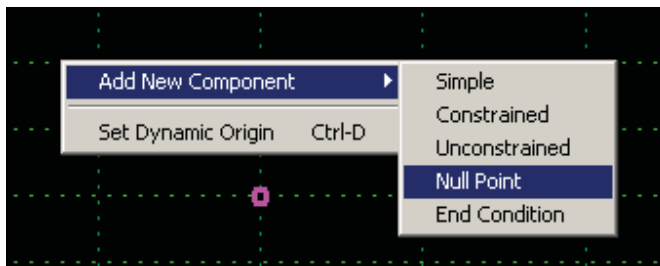 Add New Component
Set Dynamic Origin Ctrl-D
Simple
Constrained
Unconstrained
Null Point
End Condition